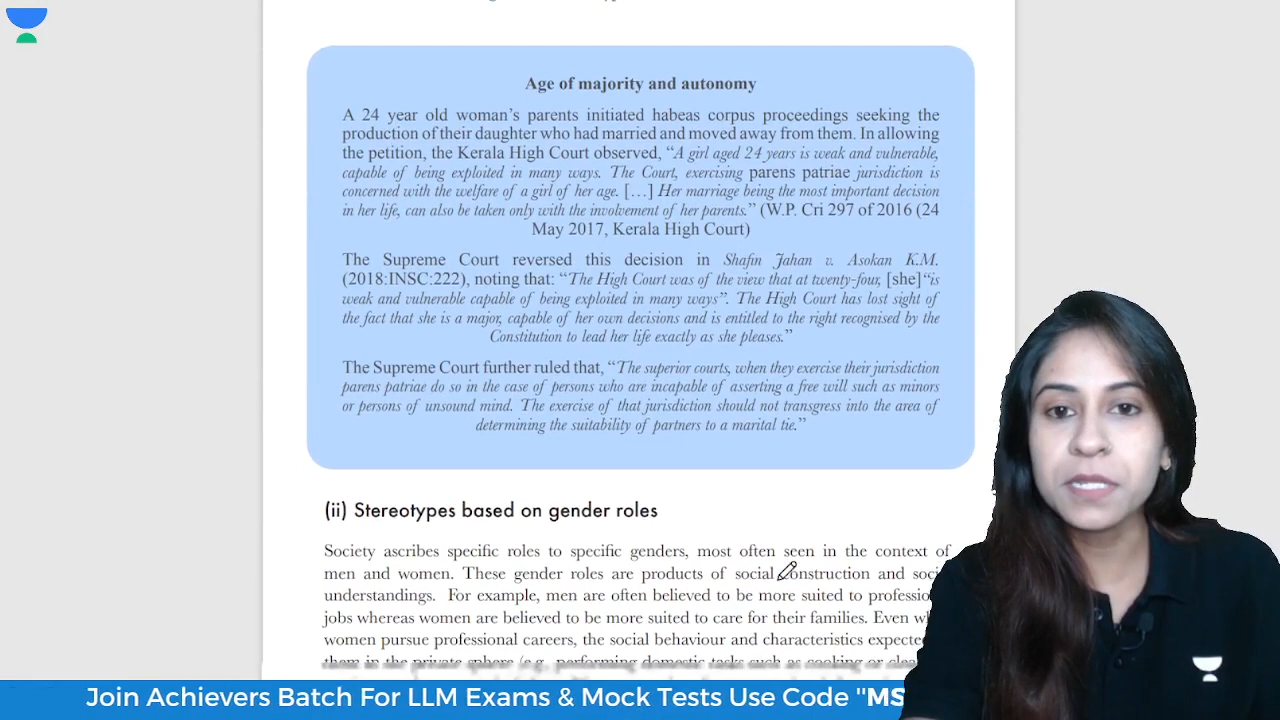 Age of majority and autonomy
A 24 year old woman's parents initiated habeas corpus proceedings seeking the
production of their daughter who had married and moved away from them. In allowing
the petition, the Kerala High Court observed, "A girl aged 24 years is weak and vulnerable,
capable of being exploited in many ways. The Court, exercising parens patriae jurisdiction is
concerned with the welfare of a girl of her age. […] Her marriage being the most important decision
in her life, can also be taken only with the involvement of her parents." (W.P. Cri 297 of 2016 (24
May 2017, Kerala High Court)
The Supreme Court reversed this decision in Shafin Jahan v. Asokan K.M.
(2018:INSC:222), noting that: "The High Court was of the view that at twenty-four, [she]"is
weak and vulnerable capable of being exploited in many ways". The High Court has lost sight of
the fact that she is a major, capable of her own decisions and is entitled to the right recognised by the
Constitution to lead her life exactly as she pleases."
The Supreme Court further ruled that, "The superior courts, when they exercise their jurisdiction
parens patriae do so in the case of persons who are incapable of asserting a free will such as minors
or persons of unsound mind. The exercise of that jurisdiction should not transgress into the area of
determining the suitability of partners to a marital tie."
(ii) Stereotypes based on gender roles
Society ascribes specific roles to specific genders, most often seen in the context of
men and women. These gender roles are products of social construction and
understandings. For example, men are often believed to be more suited to
jobs whereas women are believed to be more suited to care for their families. Even
women pursue professional careers, the social behaviour and characteristics expected
them in the private sphere (e.g., performing domestic tasks such as cooking or
Join Achievers Batch For LLM Exams & Mock Tests Use Code "MS